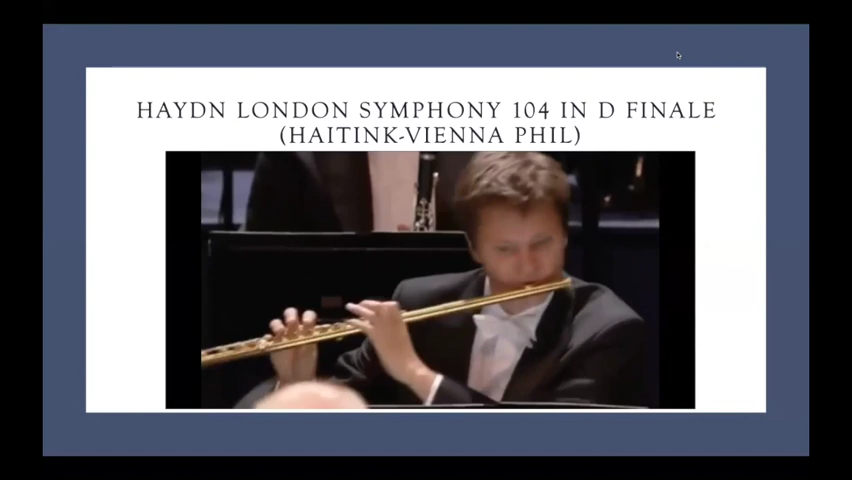 HAYDN LONDON SYMPHONY 104 IN D FINALE
(HAITINK-VIENNA PHIL)